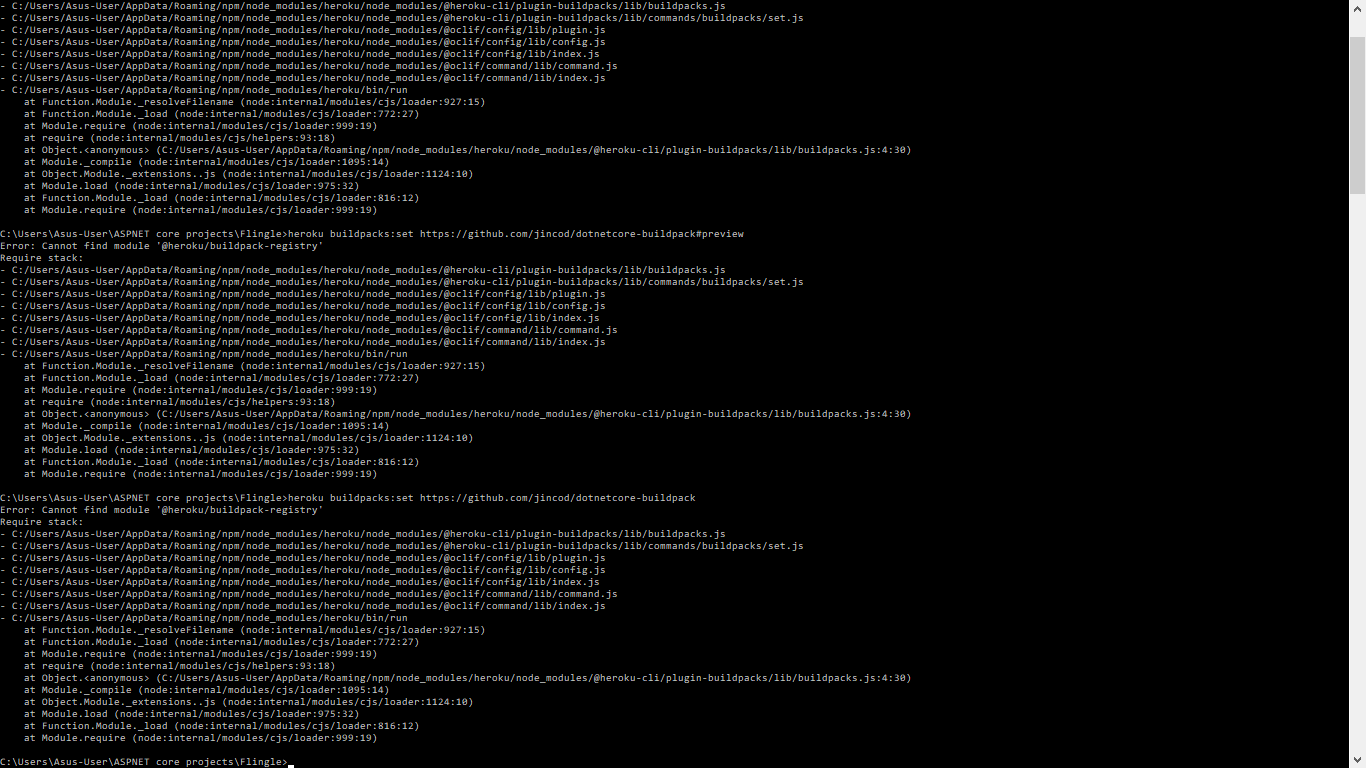 - C:/Users/Asus-User/AppData/Roaming/npm/node_modules/heroku/node_modules/@heroku-cli/plugin-buildpacks/lib/buildpacks.js
- C:/Users/Asus-User/AppData/Roaming/npm/node_modules/heroku/node_modules/@heroku-cli/plugin-buildpacks/lib/commands/buildpacks/set.js
- C:/Users/Asus-User/AppData/Roaming/npm/node_modules/heroku/node_modules/@oclif/config/lib/plugin.js
- C:/Users/Asus-User/AppData/Roaming/npm/node_modules/heroku/node_modules/@oclif/config/lib/config.js
- C:/Users/Asus-User/AppData/Roaming/npm/node_modules/heroku/node_modules/@oclif/config/lib/index.js
- C:/Users/Asus-User/AppData/Roaming/npm/node_modules/heroku/node_modules/@oclif/command/lib/command.js
- C:/Users/Asus-User/AppData/Roaming/npm/node_modules/heroku/node_modules/@oclif/command/lib/index.js
- C:/Users/Asus-User/AppData/Roaming/npm/node_modules/heroku/bin/run
    at Function.Module._resolveFilename (node:internal/modules/cjs/loader:927:15)
    at Function.Module._load (node:internal/modules/cjs/loader:772:27)
    at Module.require (node:internal/modules/cjs/loader:999:19)
    at require (node:internal/modules/cjs/helpers:93:18)
    at Object.<anonymous> (C:/Users/Asus-User/AppData/Roaming/npm/node_modules/heroku/node_modules/@heroku-cli/plugin-buildpacks/lib/buildpacks.js:4:30)
    at Module._compile (node:internal/modules/cjs/loader:1095:14)
    at Object.Module._extensions..js (node:internal/modules/cjs/loader:1124:10)
    at Module.load (node:internal/modules/cjs/loader:975:32)
    at Function.Module._load (node:internal/modules/cjs/loader:816:12)
    at Module.require (node:internal/modules/cjs/loader:999:19)
C:\Users\Asus-User\ASPNET core projects\Flingle>heroku buildpacks:set https://github.com/jincod/dotnetcore-buildpack#preview
Error: Cannot find module '@heroku/buildpack-registry'
Require stack:
- C:/Users/Asus-User/AppData/Roaming/npm/node_modules/heroku/node_modules/@heroku-cli/plugin-buildpacks/lib/buildpacks.js
- C:/Users/Asus-User/AppData/Roaming/npm/node_modules/heroku/node_modules/@heroku-cli/plugin-buildpacks/lib/commands/buildpacks/set.js
- C:/Users/Asus-User/AppData/Roaming/npm/node_modules/heroku/node_modules/@oclif/config/lib/plugin.js
- C:/Users/Asus-User/AppData/Roaming/npm/node_modules/heroku/node_modules/@oclif/config/lib/config.js
- C:/Users/Asus-User/AppData/Roaming/npm/node_modules/heroku/node_modules/@oclif/config/lib/index.js
- C:/Users/Asus-User/AppData/Roaming/npm/node_modules/heroku/node_modules/@oclif/command/lib/command.js
- C:/Users/Asus-User/AppData/Roaming/npm/node_modules/heroku/node_modules/@oclif/command/lib/index.js
- C:/Users/Asus-User/AppData/Roaming/npm/node_modules/heroku/bin/run
    at Function.Module._resolveFilename (node:internal/modules/cjs/loader:927:15)
    at Function.Module._load (node:internal/modules/cjs/loader:772:27)
    at Module.require (node:internal/modules/cjs/loader:999:19)
    at require (node:internal/modules/cjs/helpers:93:18)
    at Object.<anonymous> (C:/Users/Asus-User/AppData/Roaming/npm/node_modules/heroku/node_modules/@heroku-cli/plugin-buildpacks/lib/buildpacks.js:4:30)
    at Module._compile (node:internal/modules/cjs/loader:1095:14)
    at Object.Module._extensions..js (node:internal/modules/cjs/loader:1124:10)
    at Module.load (node:internal/modules/cjs/loader:975:32)
    at Function.Module._load (node:internal/modules/cjs/loader:816:12)
    at Module.require (node:internal/modules/cjs/loader:999:19)
C:\Users\Asus-User\ASPNET core projects\Flingle>heroku buildpacks:set https://github.com/jincod/dotnetcore-buildpack
Error: Cannot find module '@heroku/buildpack-registry'
Require stack:
- C:/Users/Asus-User/AppData/Roaming/npm/node_modules/heroku/node_modules/@heroku-cli/plugin-buildpacks/lib/buildpacks.js
- C:/Users/Asus-User/AppData/Roaming/npm/node_modules/heroku/node_modules/@heroku-cli/plugin-buildpacks/lib/commands/buildpacks/set.js
- C:/Users/Asus-User/AppData/Roaming/npm/node_modules/heroku/node_modules/@oclif/config/lib/plugin.js
- C:/Users/Asus-User/AppData/Roaming/npm/node_modules/heroku/node_modules/@oclif/config/lib/config.js
- C:/Users/Asus-User/AppData/Roaming/npm/node_modules/heroku/node_modules/@oclif/config/lib/index.js
- C:/Users/Asus-User/AppData/Roaming/npm/node_modules/heroku/node_modules/@oclif/command/lib/command.js
- C:/Users/Asus-User/AppData/Roaming/npm/node_modules/heroku/node_modules/@oclif/command/lib/index.js
- C:/Users/Asus-User/AppData/Roaming/npm/node_modules/heroku/bin/run
    at Function.Module._resolveFilename (node:internal/modules/cjs/loader:927:15)
    at Function.Module._load (node:internal/modules/cjs/loader:772:27)
    at Module.require (node:internal/modules/cjs/loader:999:19)
    at require (node:internal/modules/cjs/helpers:93:18)
    at Object.<anonymous> (C:/Users/Asus-User/AppData/Roaming/npm/node_modules/heroku/node_modules/@heroku-cli/plugin-buildpacks/lib/buildpacks.js:4:30)
    at Module._compile (node:internal/modules/cjs/loader:1095:14)
    at Object.Module._extensions..js (node:internal/modules/cjs/loader:1124:10)
    at Module.load (node:internal/modules/cjs/loader:975:32)
    at Function.Module._load (node:internal/modules/cjs/loader:816:12)
    at Module.require (node:internal/modules/cjs/loader:999:19)
C:\Users\Asus-User\ASPNET core projects\Flingle>